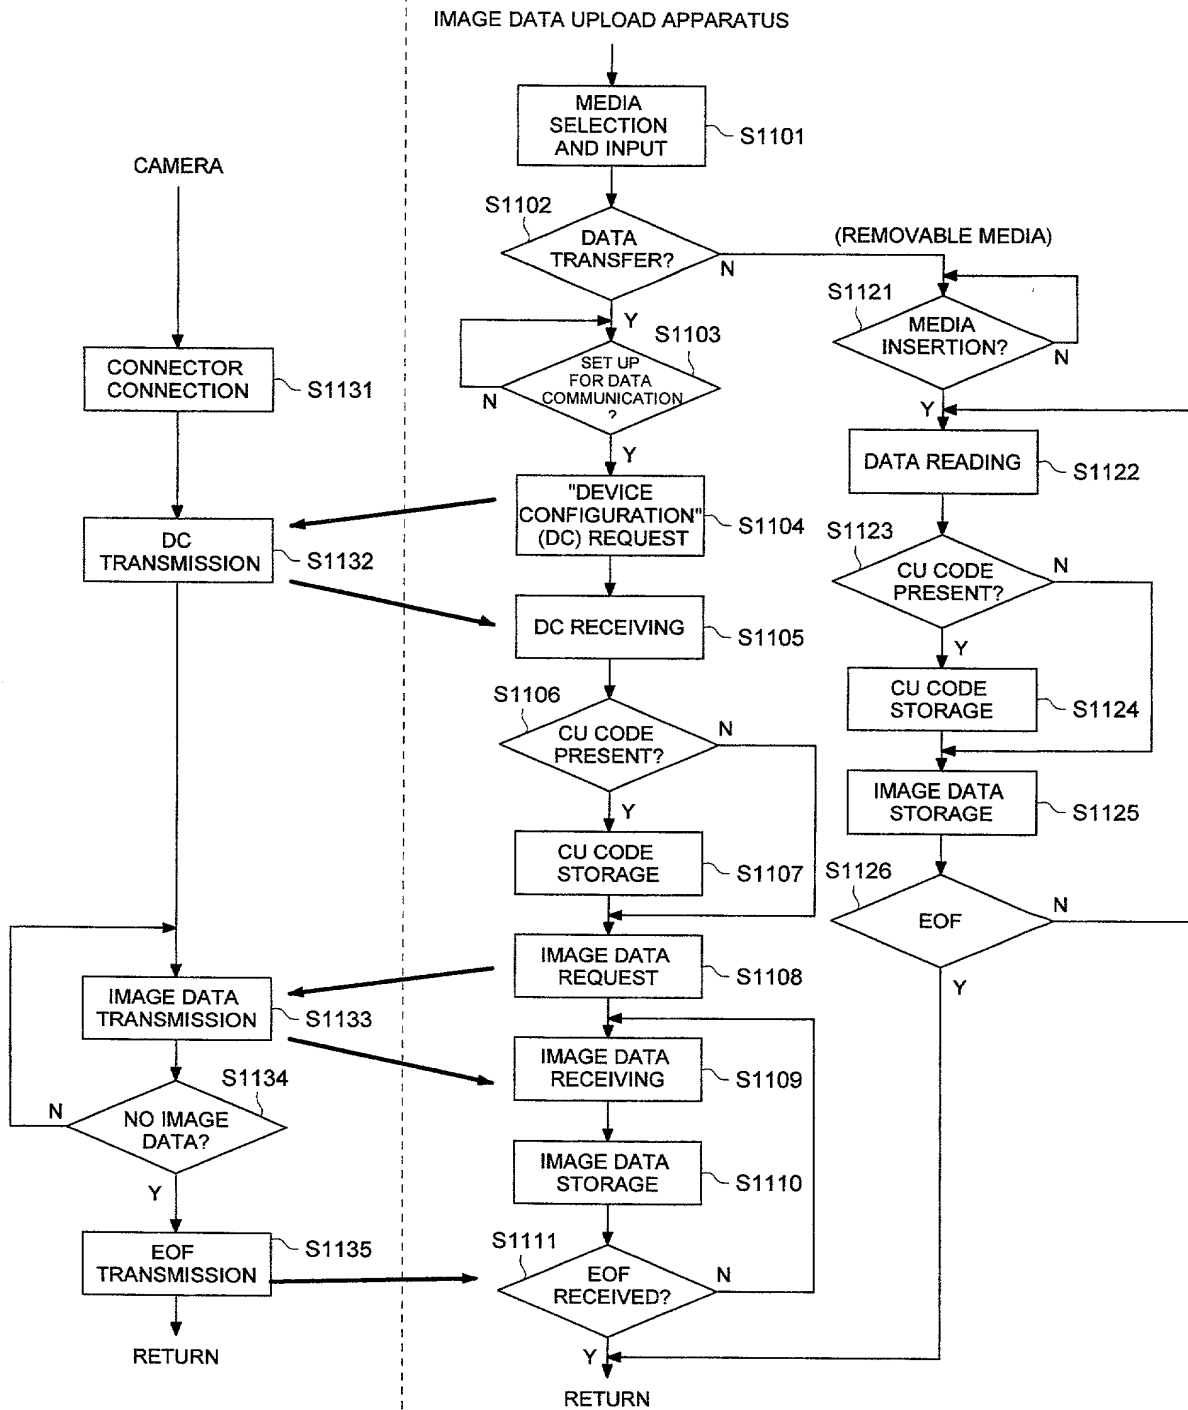 IMAGE DATA UPLOAD APPARATUS
MEDIA
SELECTION
AND INPUT
S1101
CAMERA
S1102
DATA
TRANSFER?
N
Y
(REMOVABLE MEDIA)
S1121
MEDIA
INSERTION?
N
Y
S1103
SET UP
FOR DATA
COMMUNICATION
?
N
Y
CONNECTOR
CONNECTION
S1131
DATA READING
S1122
"DEVICE
CONFIGURATION"
(DC) REQUEST
S1104
DC
TRANSMISSION
S1132
S1123
CU CODE
PRESENT?
N
Y
DC RECEIVING
S1105
CU CODE
STORAGE
S1124
S1106
CU CODE
PRESENT?
N
Y
IMAGE DATA
STORAGE
S1125
CU CODE
STORAGE
S1107
S1126
EOF
N
Y
IMAGE DATA
REQUEST
S1108
IMAGE DATA
TRANSMISSION
S1133
IMAGE DATA
RECEIVING
S1109
S1134
NO IMAGE
DATA?
N
Y
IMAGE DATA
STORAGE
S1110
EOF
TRANSMISSION
S1135
S1111
EOF
RECEIVED?
N
Y
RETURN
RETURN